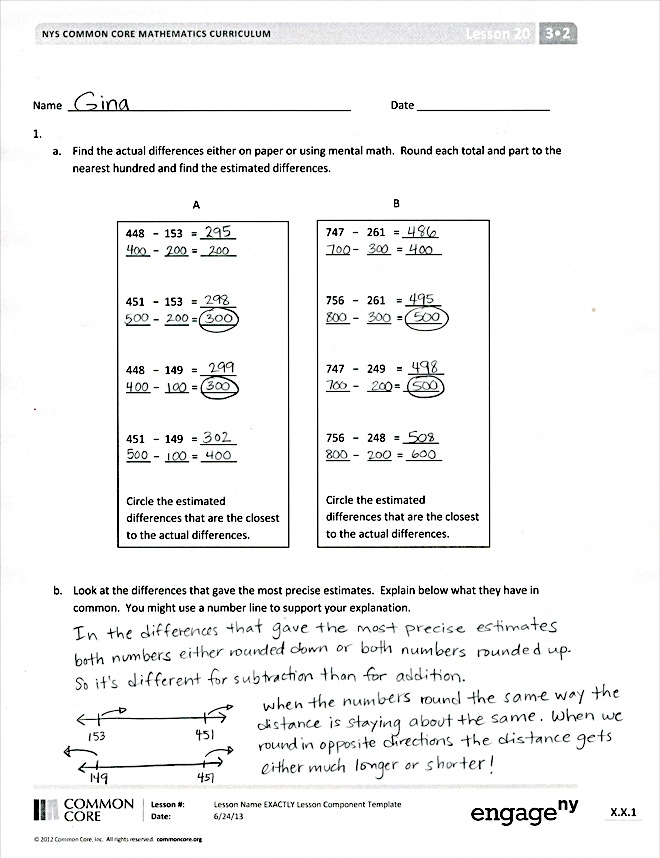 NYS COMMON CORE MATHEMATICS CURRICULUM Lesson 20 3•2
Name Gina Date
1.
a. Find the actual differences either on paper or using mental math. Round each total and part to the
nearest hundred and find the estimated differences.
A
448 - 153 = 295
400 - 200 = 200
451 - 153 = 298
500 - 200 = 300
448 - 149 = 299
400 - 100 = 300
451 - 149 = 302
500 - 100 = 400
Circle the estimated
differences that are the closest
to the actual differences.
B
747 - 261 = 486
700 - 300 = 400
756 - 261 = 495
800 - 300 = 500
747 - 249 = 498
700 - 200 = 500
756 - 248 = 508
800 - 200 = 600
Circle the estimated
differences that are the closest
to the actual differences.
b. Look at the differences that gave the most precise estimates. Explain below what they have in
common. You might use a number line to support your explanation.
In the differences that gave the most precise estimates
both numbers either rounded down or both numbers rounded up.
So it's different for subtraction than for addition.
153 451
149 451
when the numbers round the same way the
distance is staying about the same. When we
round in opposite directions the distance gets
either much longer or shorter!
COMMON
CORE
Lesson #: Lesson Name EXACTLY Lesson Component Template
Date: 6/24/13
engage ny
X.X.1
© 2012 Common Core, Inc. All rights reserved. commoncore.org